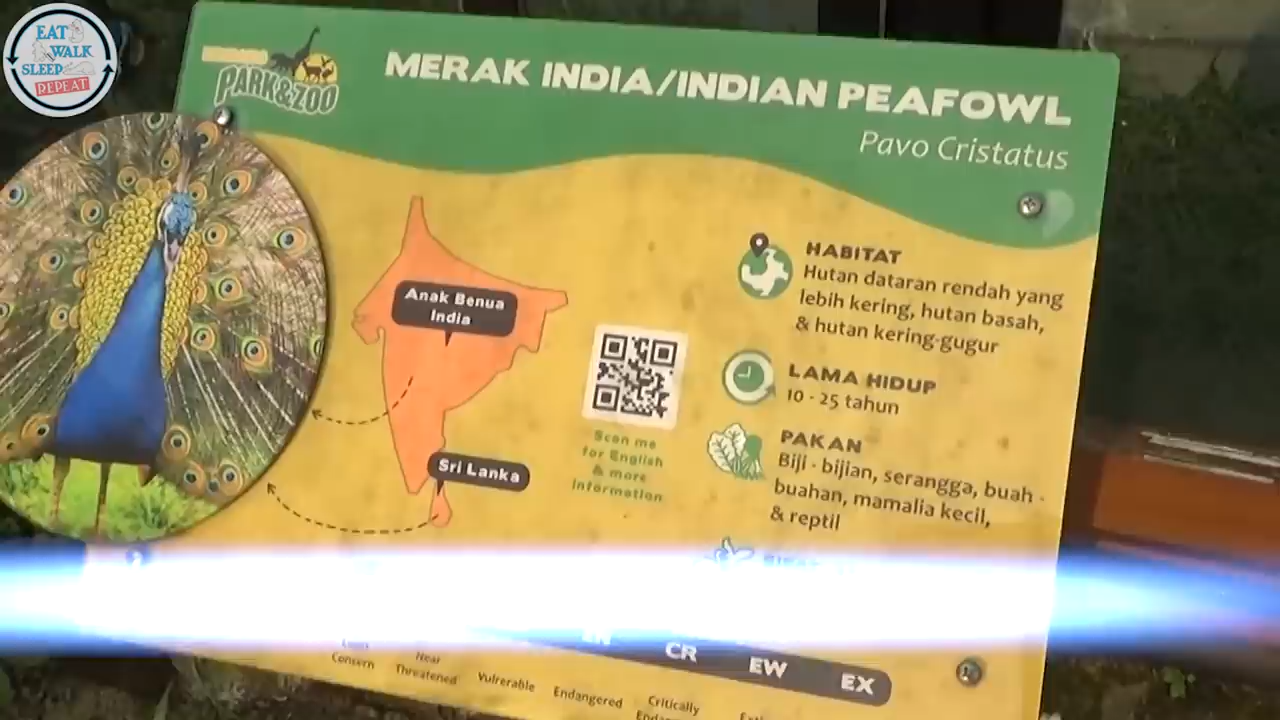 EAT
WALK
SLEEP
REPEAT
PARK & ZOO
MERAK INDIA/INDIAN PEAFOWL
Pavo Cristatus
Anak Benua
India
Sri Lanka
Scan me
for English
& more
information
HABITAT
Hutan dataran rendah yang
lebih kering, hutan basah,
& hutan kering-gugur
LAMA HIDUP
10 - 25 tahun
PAKAN
Biji - bijian, serangga, buah -
buahan, mamalia kecil,
& reptil
EN CR EW EX
Concern
Near
Threatened
Vulnerable
Endangered
Critically